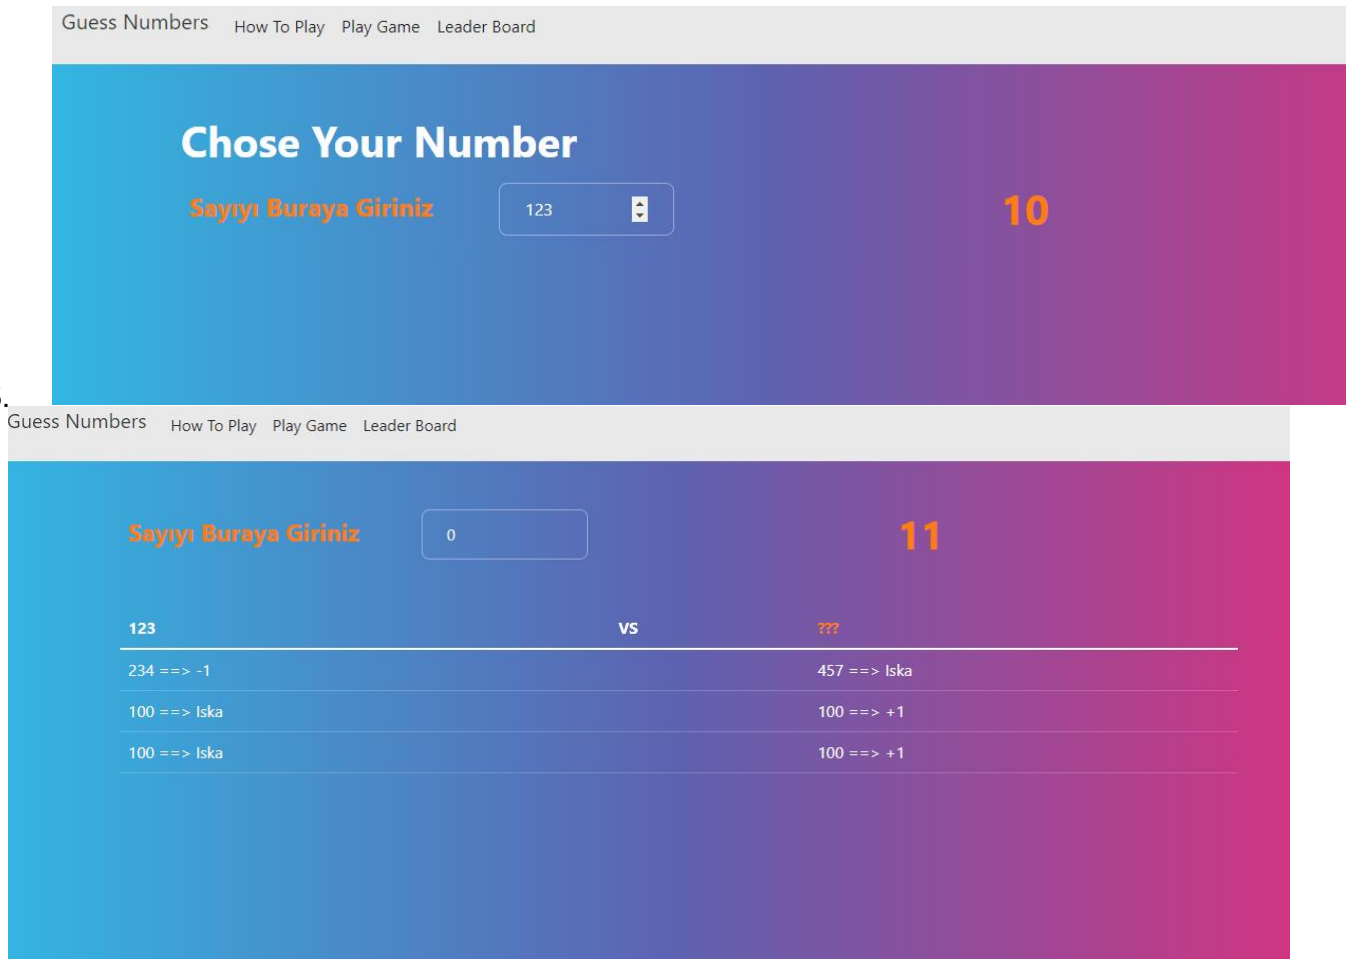 Guess Numbers How To Play Play Game Leader Board
Chose Your Number
Sayıyı Buraya Giriniz 123 10
Guess Numbers How To Play Play Game Leader Board
Sayıyı Buraya Giriniz 0 11
123 VS ???
234 ==> -1 457 ==> Iska
100 ==> Iska 100 ==> +1
100 ==> Iska 100 ==> +1